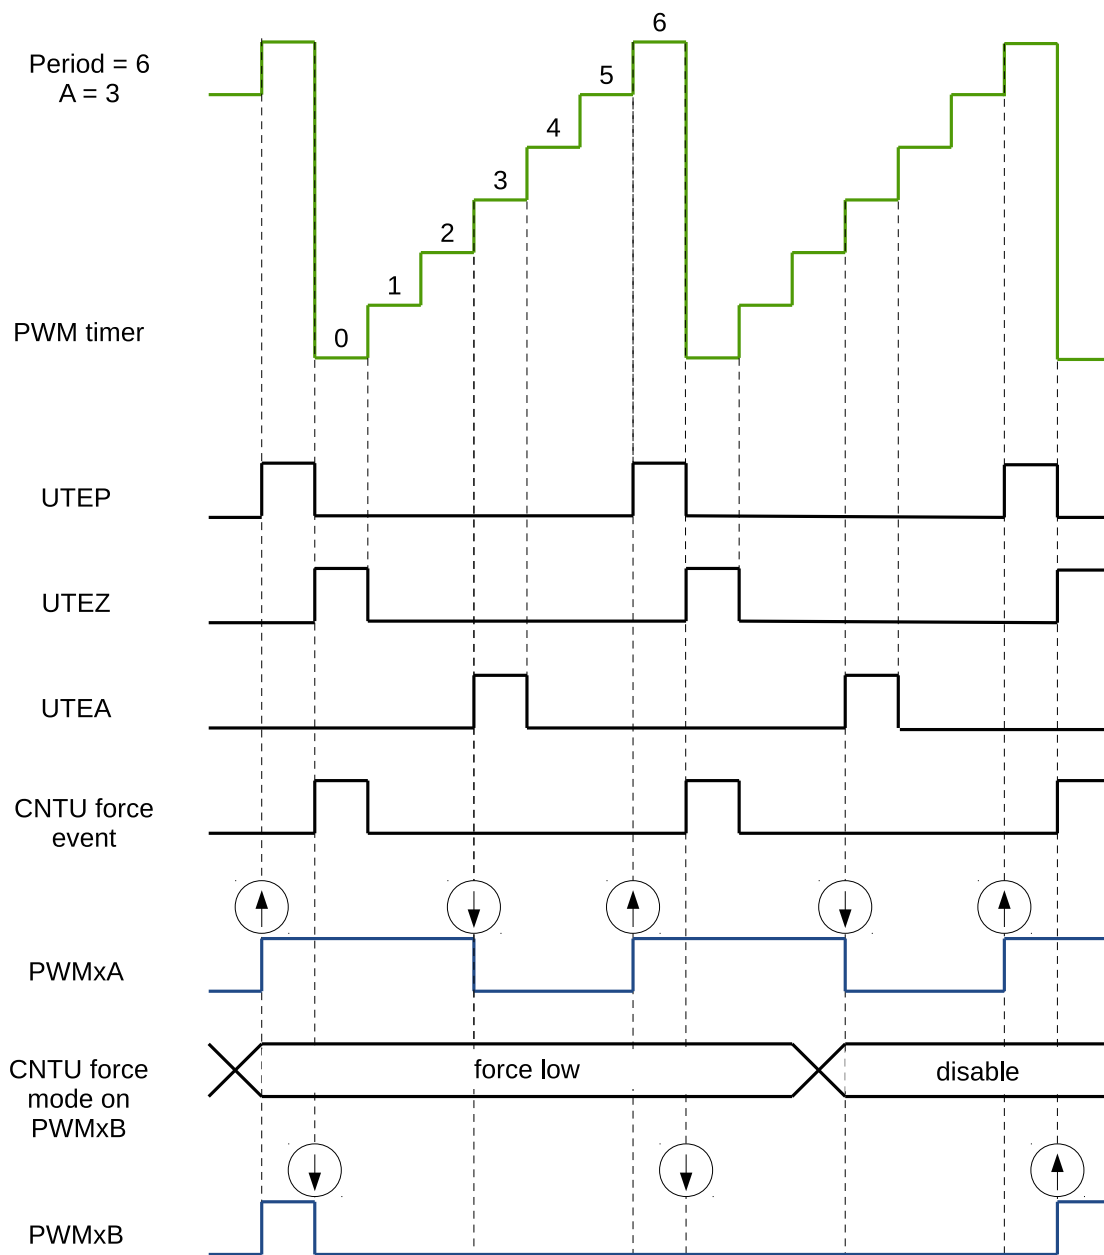 6
Period = 6
A = 3
5
4
3
2
1
0
PWM timer
UTEP
UTEZ
UTEA
CNTU force
event
PWMxA
CNTU force
mode on
PWMxB
force low
disable
PWMxB